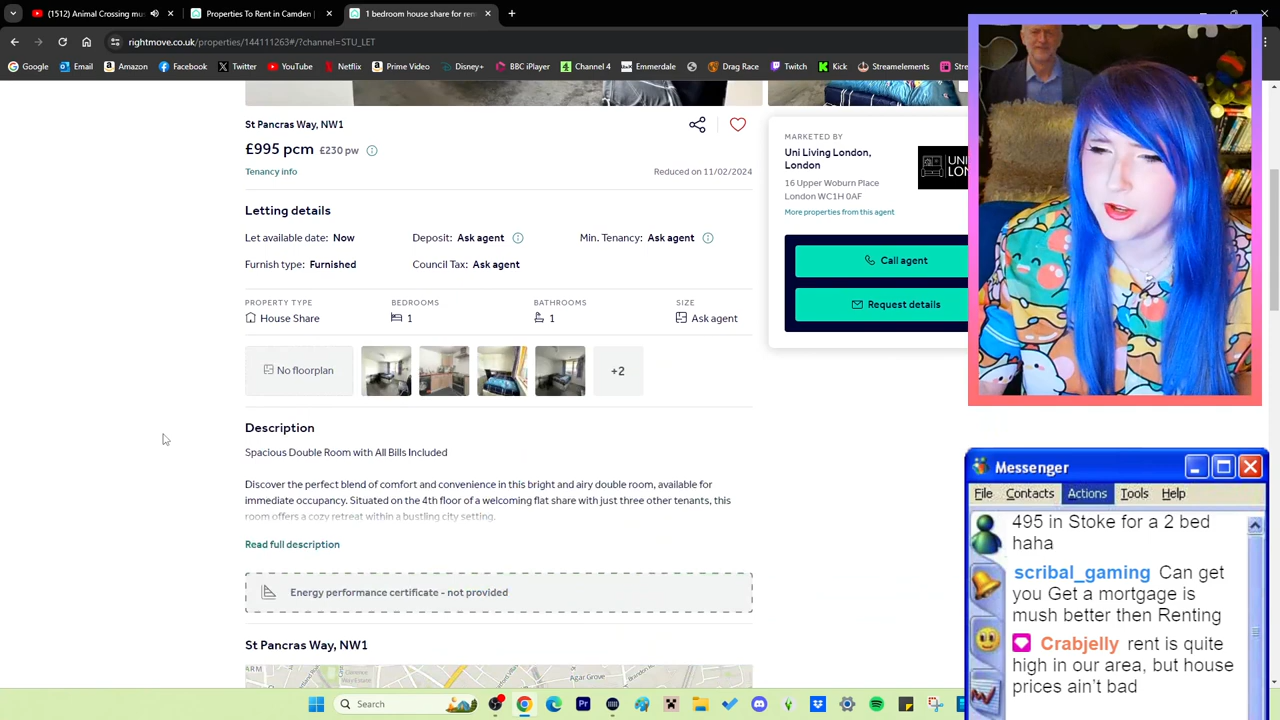 (1512) Animal Crossing mu
Properties To Rent in Camden
1 bedroom house share for ren
rightmove.co.uk/properties/144111263#/?channel=STU_LET
Google Email Amazon Facebook Twitter YouTube Netflix Prime Video Disney+ BBC iPlayer Channel 4 Emmerdale Drag Race Twitch Kick Streamelements
St Pancras Way, NW1
£995 pcm £230 pw
Tenancy info
Reduced on 11/02/2024
Letting details
Let available date: Now Deposit: Ask agent Min. Tenancy: Ask agent
Furnish type: Furnished Council Tax: Ask agent
PROPERTY TYPE BEDROOMS BATHROOMS SIZE
House Share 1 1 Ask agent
No floorplan +2
Description
Spacious Double Room with All Bills Included
Discover the perfect blend of comfort and convenience in this bright and airy double room, available for
immediate occupancy. Situated on the 4th floor of a welcoming flat share with just three other tenants, this
room offers a cozy retreat within a bustling city setting.
Read full description
Energy performance certificate - not provided
St Pancras Way, NW1
Clarence
Agar Grove
MARKETED BY
Uni Living London,
London
16 Upper Woburn Place
London WC1H 0AF
More properties from this agent
UNI
LO
Call agent
Request details
Messenger
File Contacts Actions Tools Help
495 in Stoke for a 2 bed
haha
scribal_gaming Can get
you Get a mortgage is
mush better then Renting
Crabjelly rent is quite
high in our area, but house
prices ain't bad
Search